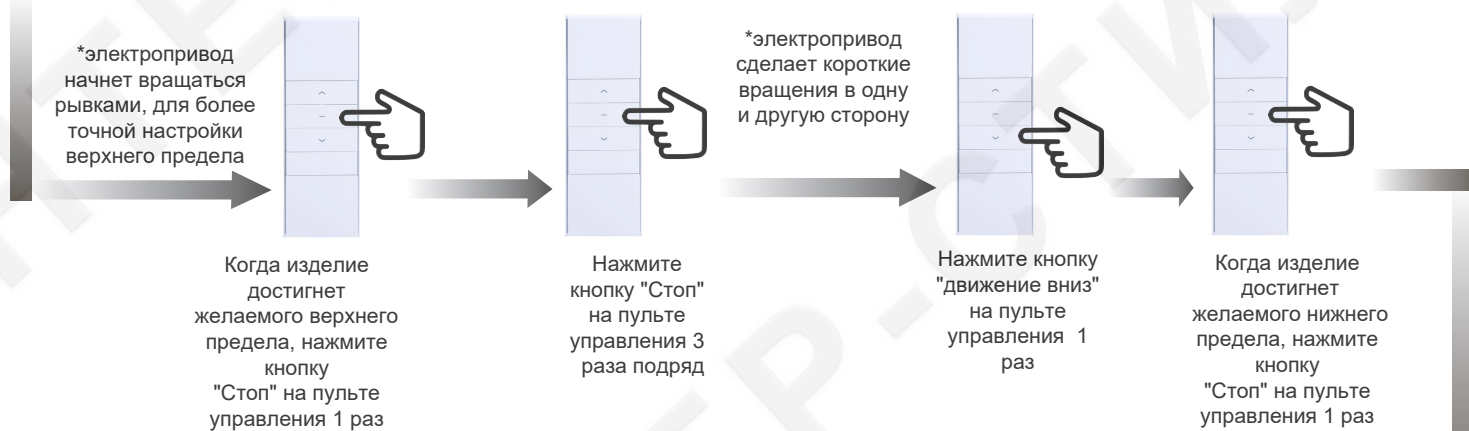 *электропривод
начнет вращаться
рывками, для более
точной настройки
верхнего предела
Когда изделие
достигнет
желаемого верхнего
предела, нажмите
кнопку
"Стоп" на пульте
управления 1 раз
Нажмите
кнопку "Стоп"
на пульте
управления 3
раза подряд
*электропривод
сделает короткие
вращения в одну
и другую сторону
Нажмите кнопку
"движение вниз"
на пульте
управления 1
раз
Когда изделие
достигнет
желаемого нижнего
предела, нажмите
кнопку
"Стоп" на пульте
управления 1 раз